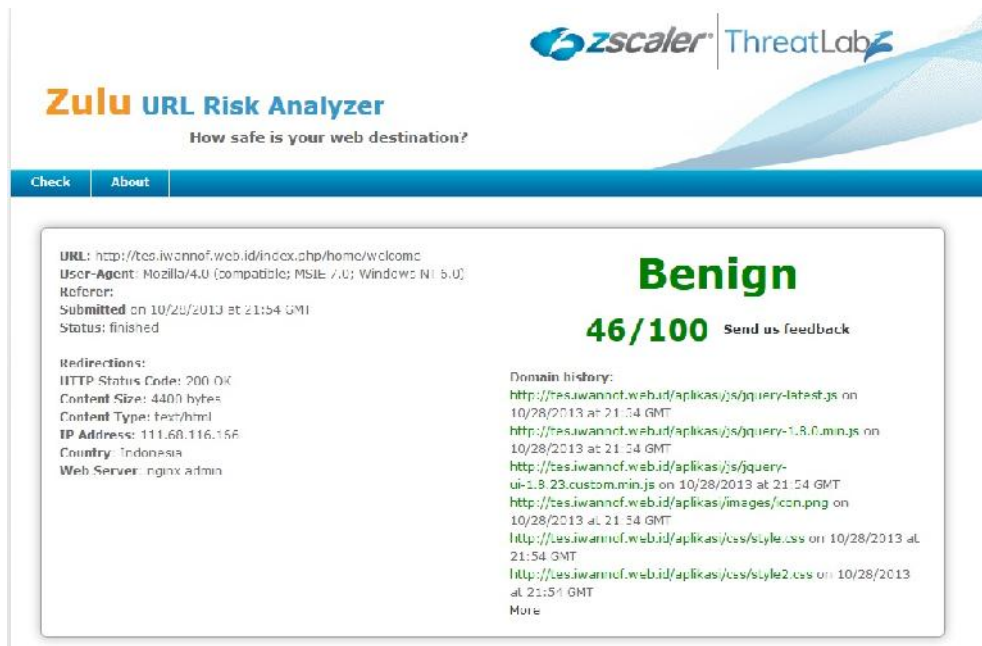 zscaler ThreatLabZ
Zulu URL Risk Analyzer
How safe is your web destination?
Check About
URL: http://tes.iwannof.web.id/index.php/home/welcome
User-Agent: Mozilla/4.0 (compatible; MSIE 7.0; Windows NT 6.0)
Referer:
Submitted on 10/28/2013 at 21:54 GMT
Status: finished
Redirections:
HTTP Status Code: 200 OK
Content Size: 4400 bytes
Content Type: text/html
IP Address: 111.68.116.166
Country: Indonesia
Web Server: nginx admin
Benign
46/100 Send us feedback
Domain history:
http://tes.iwannof.web.id/aplikasi/js/jquery-latest.js on
10/28/2013 at 21:54 GMT
http://tes.iwannof.web.id/aplikasi/js/jquery-1.8.0.min.js on
10/28/2013 at 21:54 GMT
http://tes.iwannof.web.id/aplikasi/js/jquery-
ui-1.8.23.custom.min.js on 10/28/2013 at 21:54 GMT
http://tes.iwannof.web.id/aplikasi/images/icon.png on
10/28/2013 at 21:54 GMT
http://tes.iwannof.web.id/aplikasi/css/style.css on 10/28/2013 at
21:54 GMT
http://tes.iwannof.web.id/aplikasi/css/style2.css on 10/28/2013
at 21:54 GMT
More